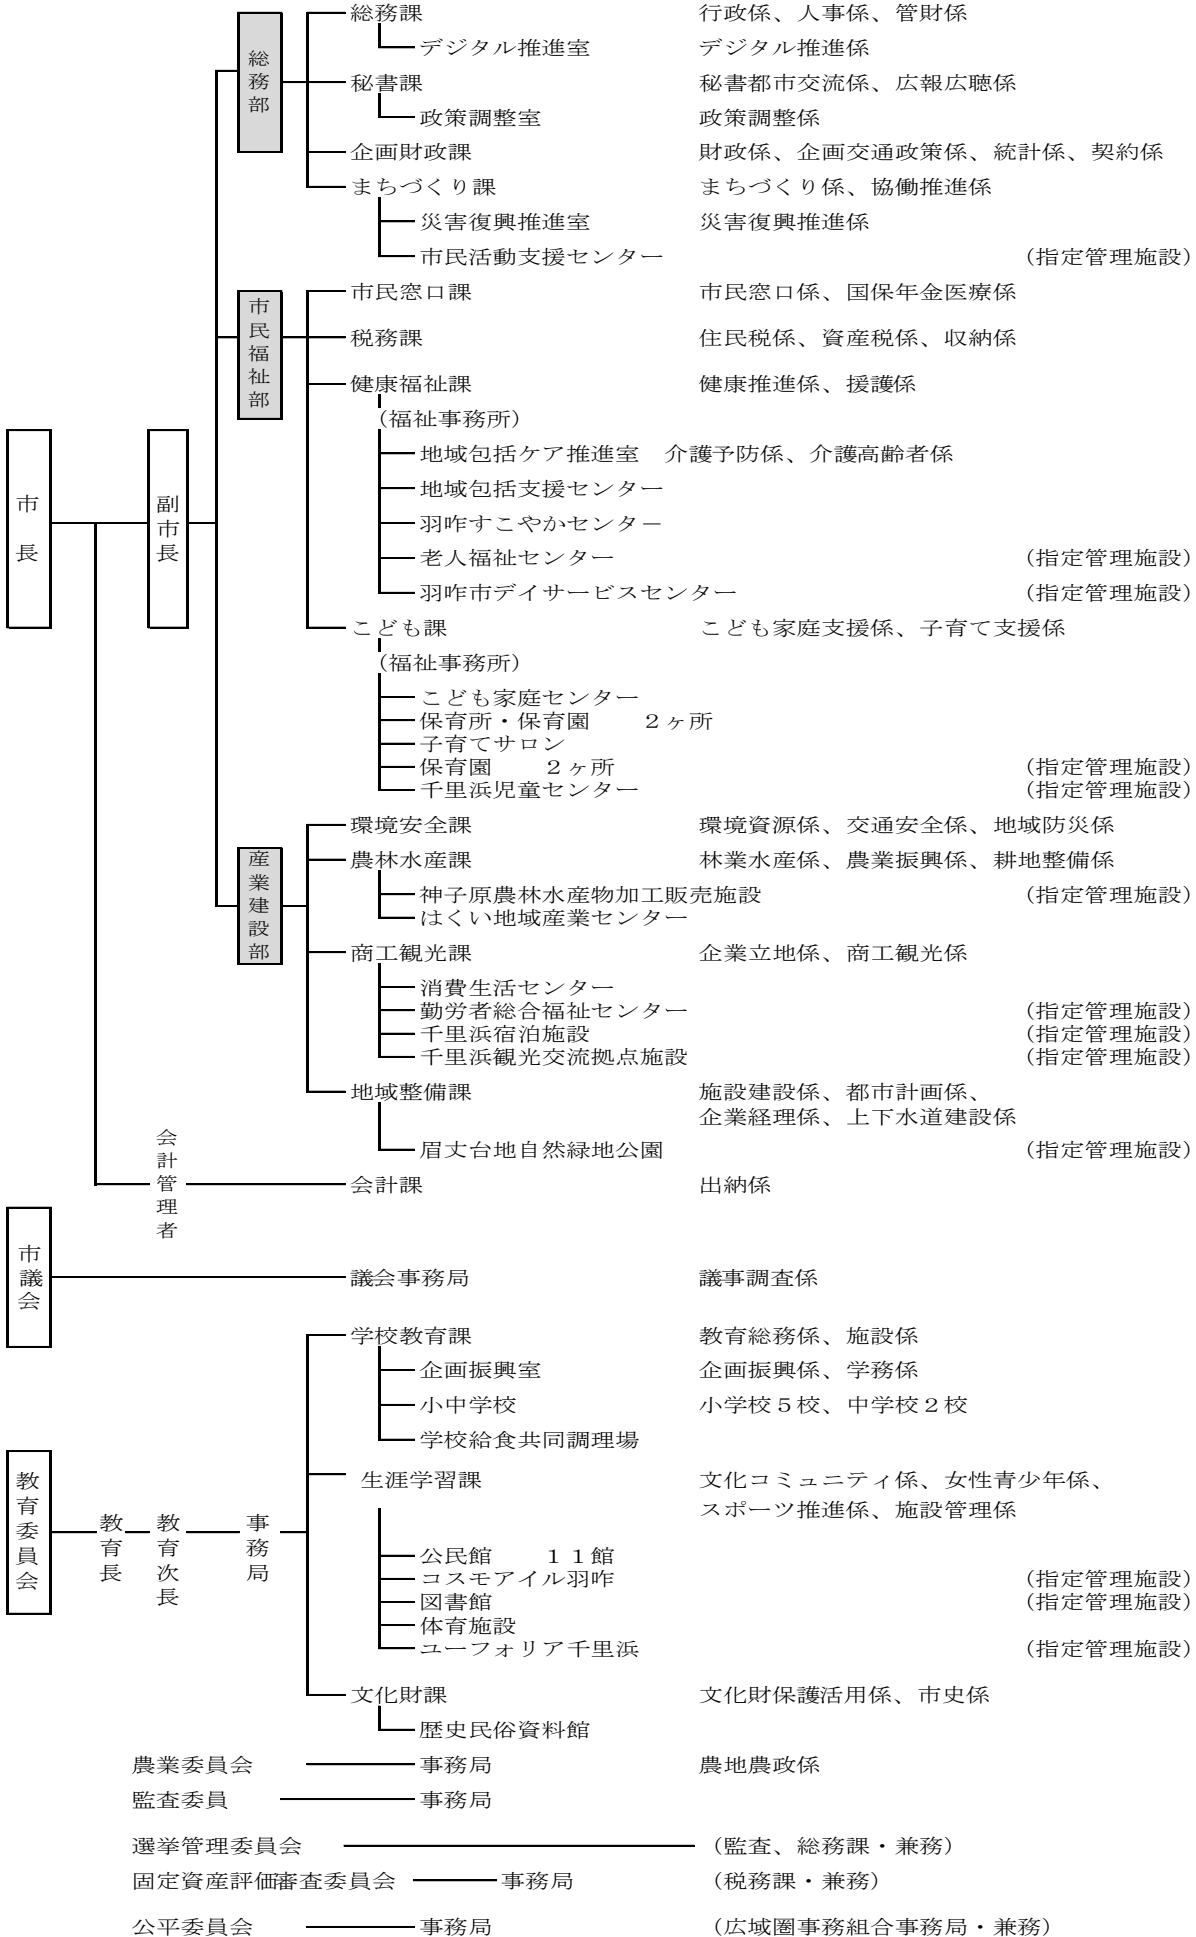 総務課 行政係、人事係、管財係
デジタル推進室 デジタル推進係
総務部
秘書課 秘書都市交流係、広報広聴係
政策調整室 政策調整係
企画財政課 財政係、企画交通政策係、統計係、契約係
まちづくり課 まちづくり係、協働推進係
災害復興推進室 災害復興推進係
市民活動支援センター (指定管理施設)
市民窓口課 市民窓口係、国保年金医療係
市民福祉部
税務課 住民税係、資産税係、収納係
健康福祉課 健康推進係、援護係
(福祉事務所)
地域包括ケア推進室 介護予防係、介護高齢者係
地域包括支援センター
市長
副市長
羽咋すこやかセンター
老人福祉センター (指定管理施設)
羽咋市デイサービスセンター (指定管理施設)
こども課 こども家庭支援係、子育て支援係
(福祉事務所)
こども家庭センター
保育所・保育園 2ヶ所
子育てサロン
保育園 2ヶ所 (指定管理施設)
千里浜児童センター (指定管理施設)
環境安全課 環境資源係、交通安全係、地域防災係
産業建設部
農林水産課 林業水産係、農業振興係、耕地整備係
神子原農林水産物加工販売施設 (指定管理施設)
はくい地域産業センター
商工観光課 企業立地係、商工観光係
消費生活センター
勤労者総合福祉センター (指定管理施設)
千里浜宿泊施設 (指定管理施設)
千里浜観光交流拠点施設 (指定管理施設)
地域整備課 施設建設係、都市計画係、
企業経理係、上下水道建設係
眉丈台地自然緑地公園 (指定管理施設)
会計管理者
会計課 出納係
市議会
議会事務局 議事調査係
学校教育課 教育総務係、施設係
企画振興室 企画振興係、学務係
小中学校 小学校5校、中学校2校
学校給食共同調理場
教育委員会
教育長
教育次長
事務局
生涯学習課 文化コミュニティ係、女性青少年係、
スポーツ推進係、施設管理係
公民館 11館
コスモアイル羽咋 (指定管理施設)
図書館 (指定管理施設)
体育施設
ユーフォリア千里浜 (指定管理施設)
文化財課 文化財保護活用係、市史係
歴史民俗資料館
農業委員会 事務局 農地農政係
監査委員 事務局
選挙管理委員会 (監査、総務課・兼務)
固定資産評価審査委員会 事務局 (税務課・兼務)
公平委員会 事務局 (広域圏事務組合事務局・兼務)